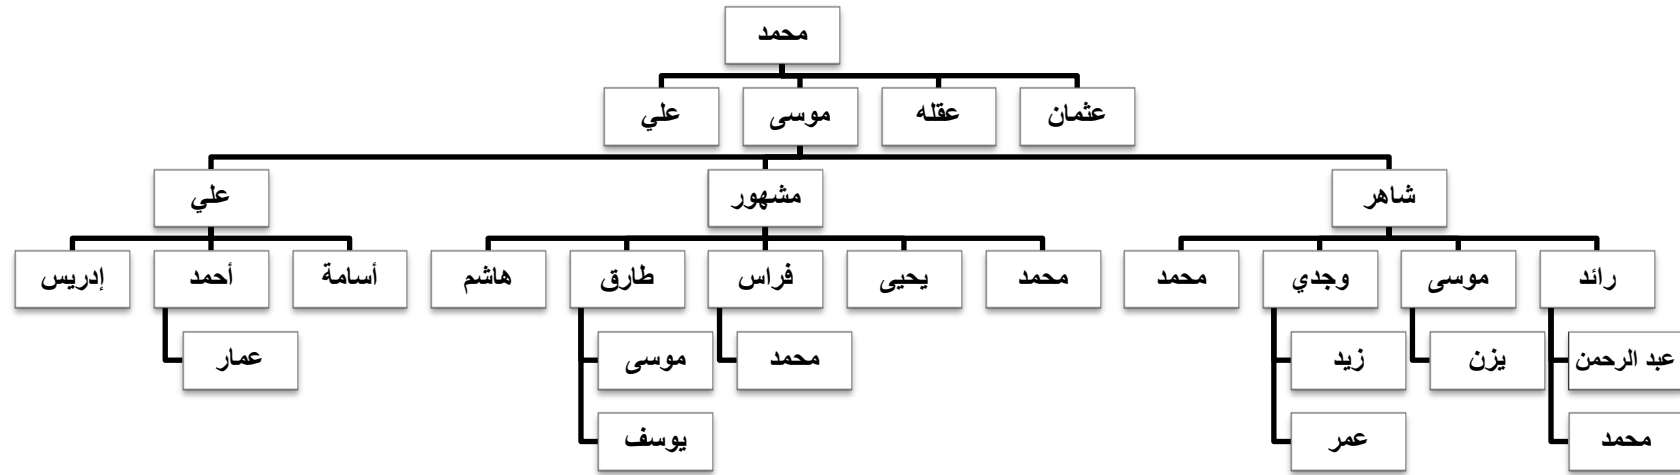 محمد
عثمان
عقله
موسى
علي
شاهر
مشهور
علي
رائد
موسى
وجدي
محمد
محمد
يحيى
فراس
طارق
هاشم
أسامة
أحمد
إدريس
عبد الرحمن
يزن
زيد
محمد
موسى
عمار
محمد
عمر
يوسف